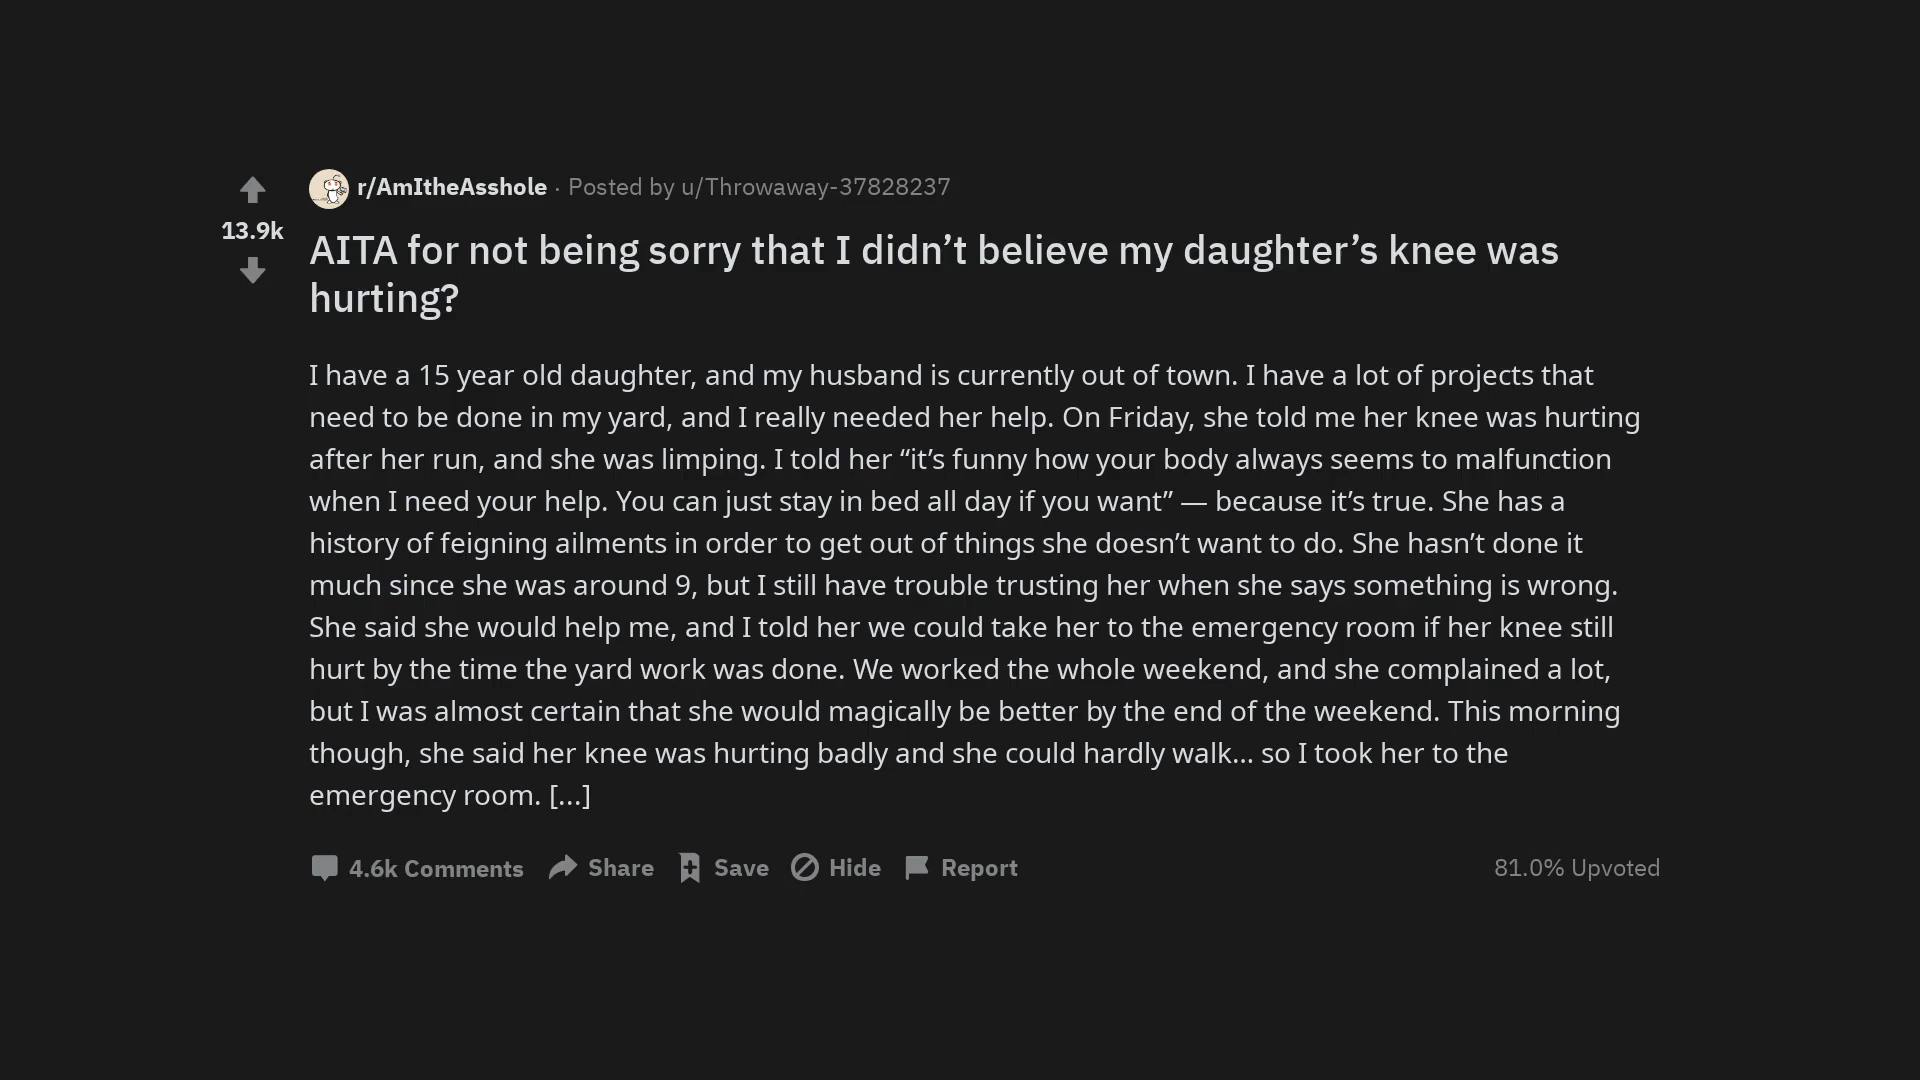 r/AmItheAsshole · Posted by u/Throwaway-37828237
13.9k
AITA for not being sorry that I didn’t believe my daughter’s knee was
hurting?
I have a 15 year old daughter, and my husband is currently out of town. I have a lot of projects that
need to be done in my yard, and I really needed her help. On Friday, she told me her knee was hurting
after her run, and she was limping. I told her “it’s funny how your body always seems to malfunction
when I need your help. You can just stay in bed all day if you want” — because it’s true. She has a
history of feigning ailments in order to get out of things she doesn’t want to do. She hasn’t done it
much since she was around 9, but I still have trouble trusting her when she says something is wrong.
She said she would help me, and I told her we could take her to the emergency room if her knee still
hurt by the time the yard work was done. We worked the whole weekend, and she complained a lot,
but I was almost certain that she would magically be better by the end of the weekend. This morning
though, she said her knee was hurting badly and she could hardly walk... so I took her to the
emergency room. [...]
4.6k Comments Share Save Hide Report 81.0% Upvoted